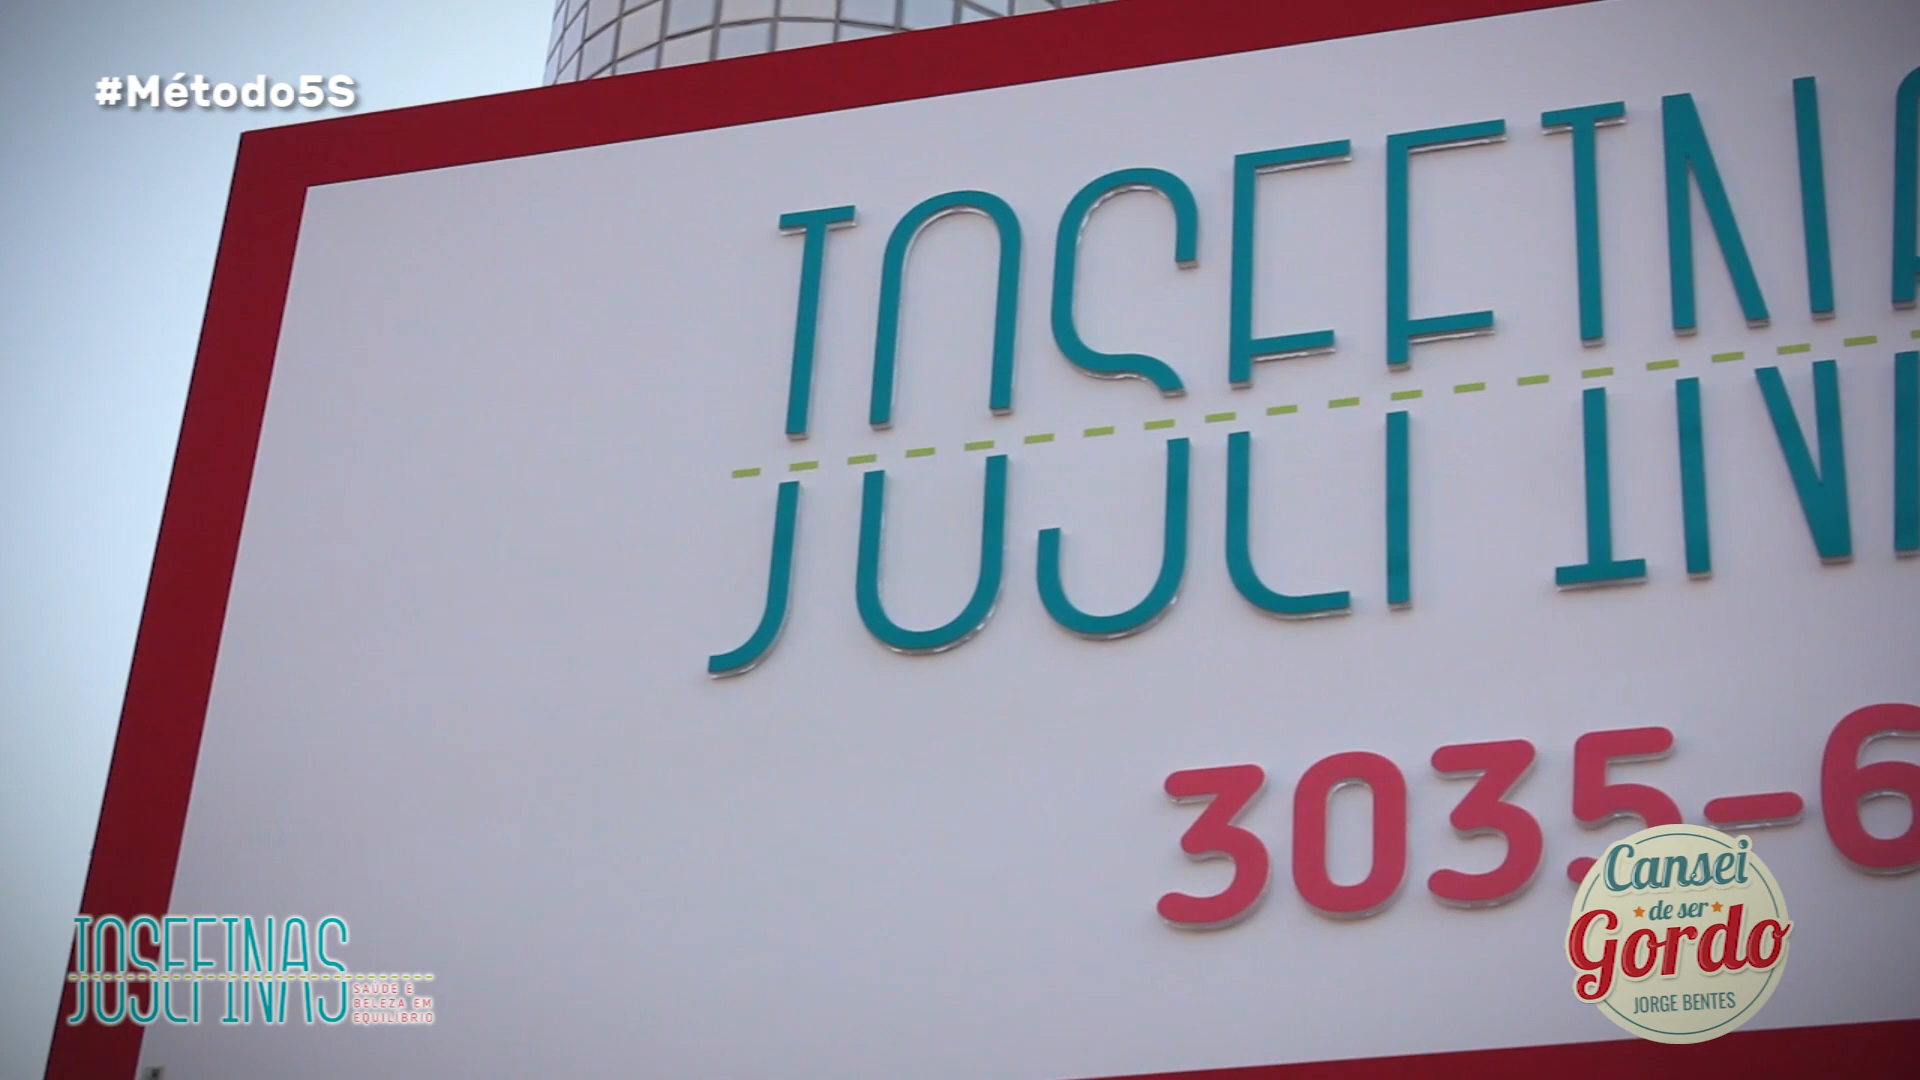 #Método5S
JOSEFINA
3035-6
JOSEFINAS
SAÚDE E
BELEZA EM
EQUILÍBRIO
Cansei
de ser
Gordo
JORGE BENTES